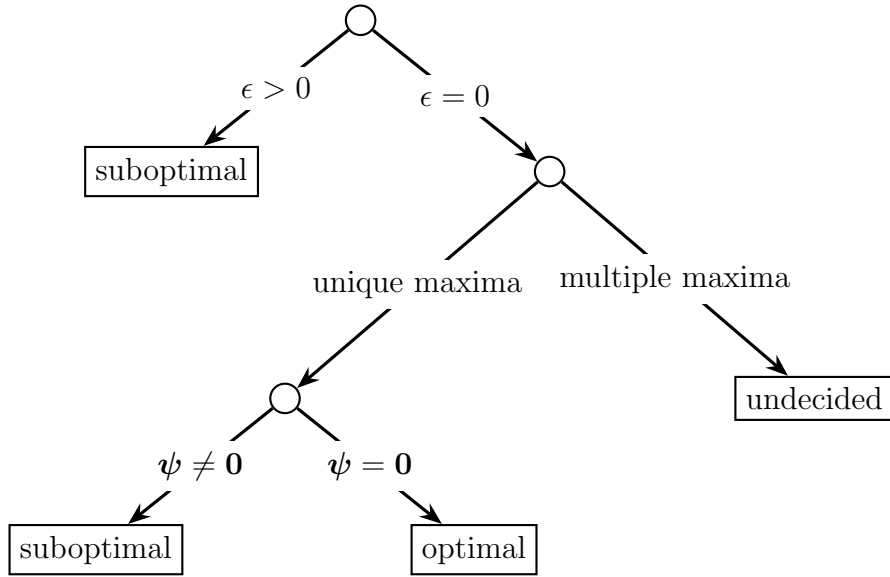 ϵ > 0
ϵ = 0
suboptimal
unique maxima
multiple maxima
undecided
𝝍 ≠ 𝟎
𝝍 = 𝟎
suboptimal
optimal